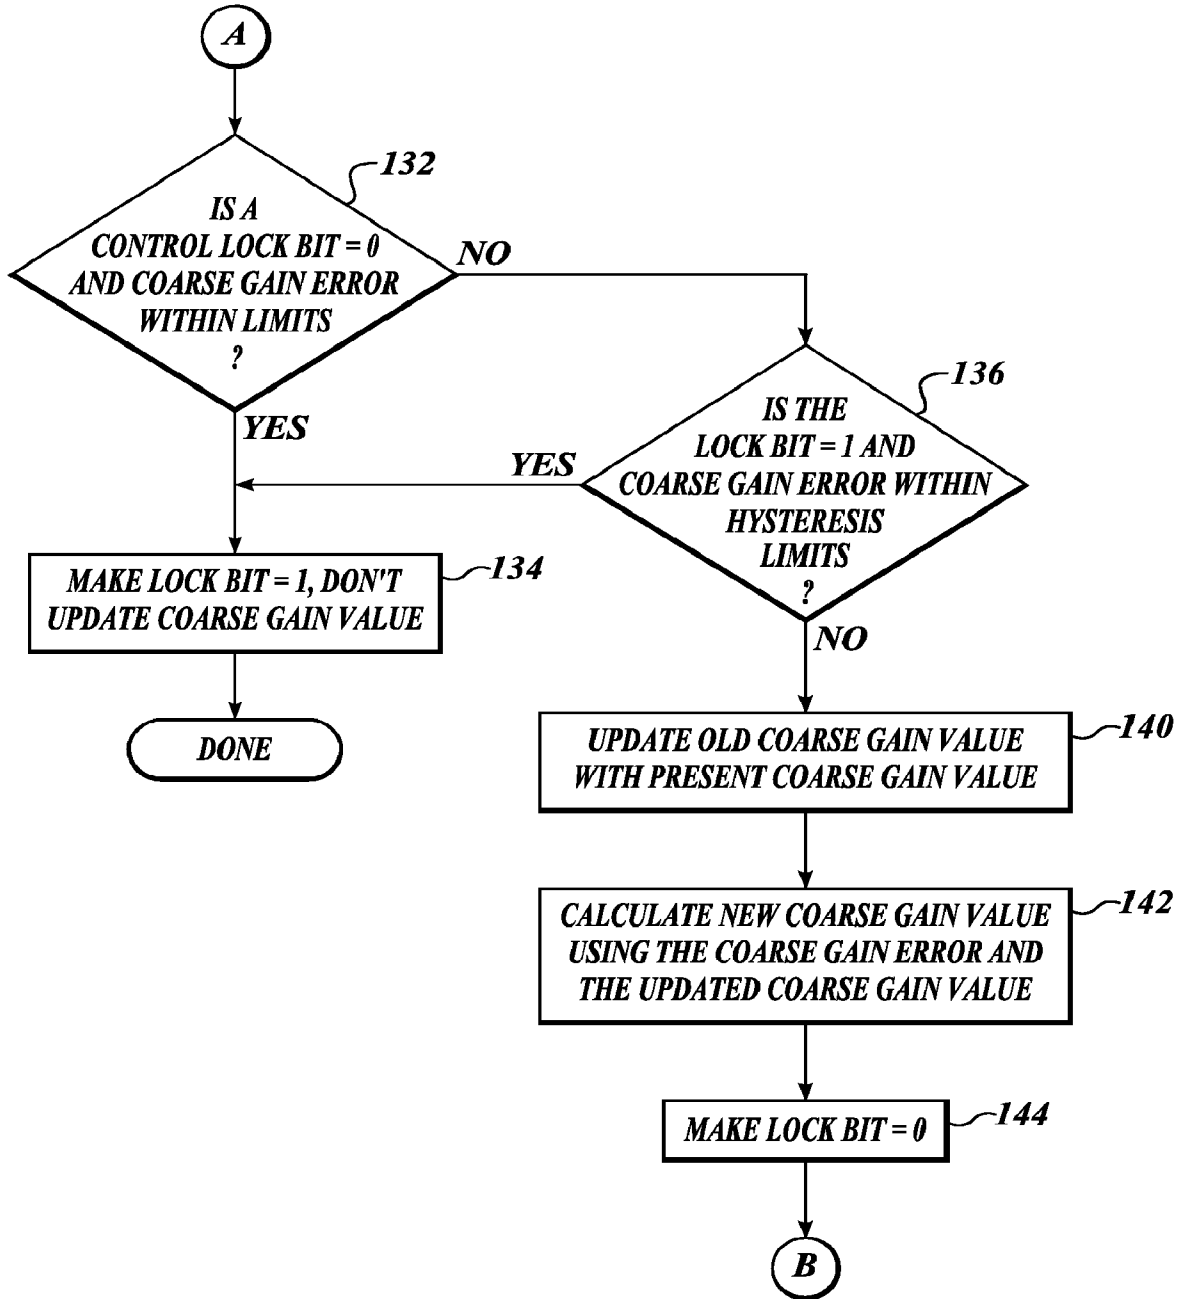 A
132
IS A
CONTROL LOCK BIT = 0
AND COARSE GAIN ERROR
WITHIN LIMITS
?
NO
YES
136
IS THE
LOCK BIT = 1 AND
COARSE GAIN ERROR WITHIN
HYSTERESIS
LIMITS
?
YES
NO
134
MAKE LOCK BIT = 1, DON'T
UPDATE COARSE GAIN VALUE
DONE
140
UPDATE OLD COARSE GAIN VALUE
WITH PRESENT COARSE GAIN VALUE
142
CALCULATE NEW COARSE GAIN VALUE
USING THE COARSE GAIN ERROR AND
THE UPDATED COARSE GAIN VALUE
144
MAKE LOCK BIT = 0
B